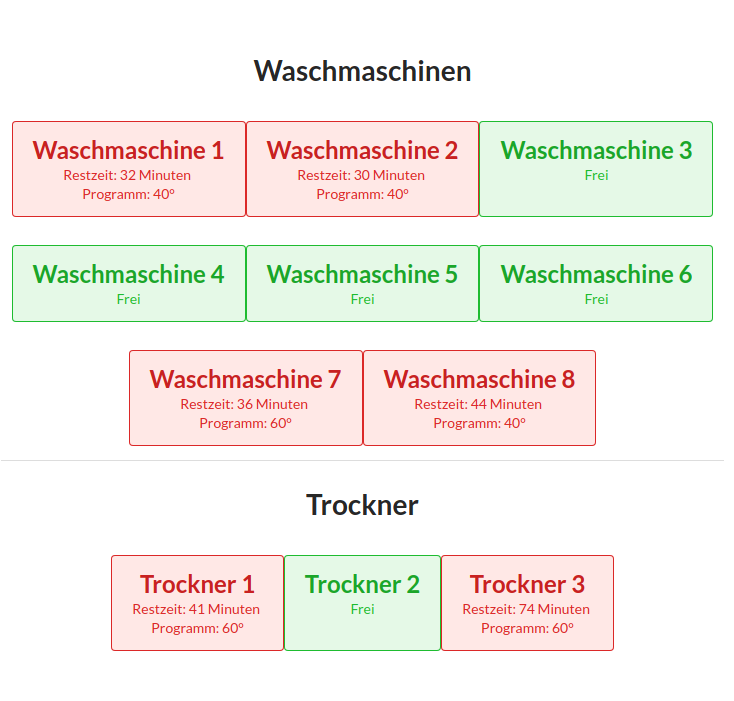 Waschmaschinen
Waschmaschine 1
Restzeit: 32 Minuten
Programm: 40°
Waschmaschine 2
Restzeit: 30 Minuten
Programm: 40°
Waschmaschine 3
Frei
Waschmaschine 4
Frei
Waschmaschine 5
Frei
Waschmaschine 6
Frei
Waschmaschine 7
Restzeit: 36 Minuten
Programm: 60°
Waschmaschine 8
Restzeit: 44 Minuten
Programm: 40°
Trockner
Trockner 1
Restzeit: 41 Minuten
Programm: 60°
Trockner 2
Frei
Trockner 3
Restzeit: 74 Minuten
Programm: 60°